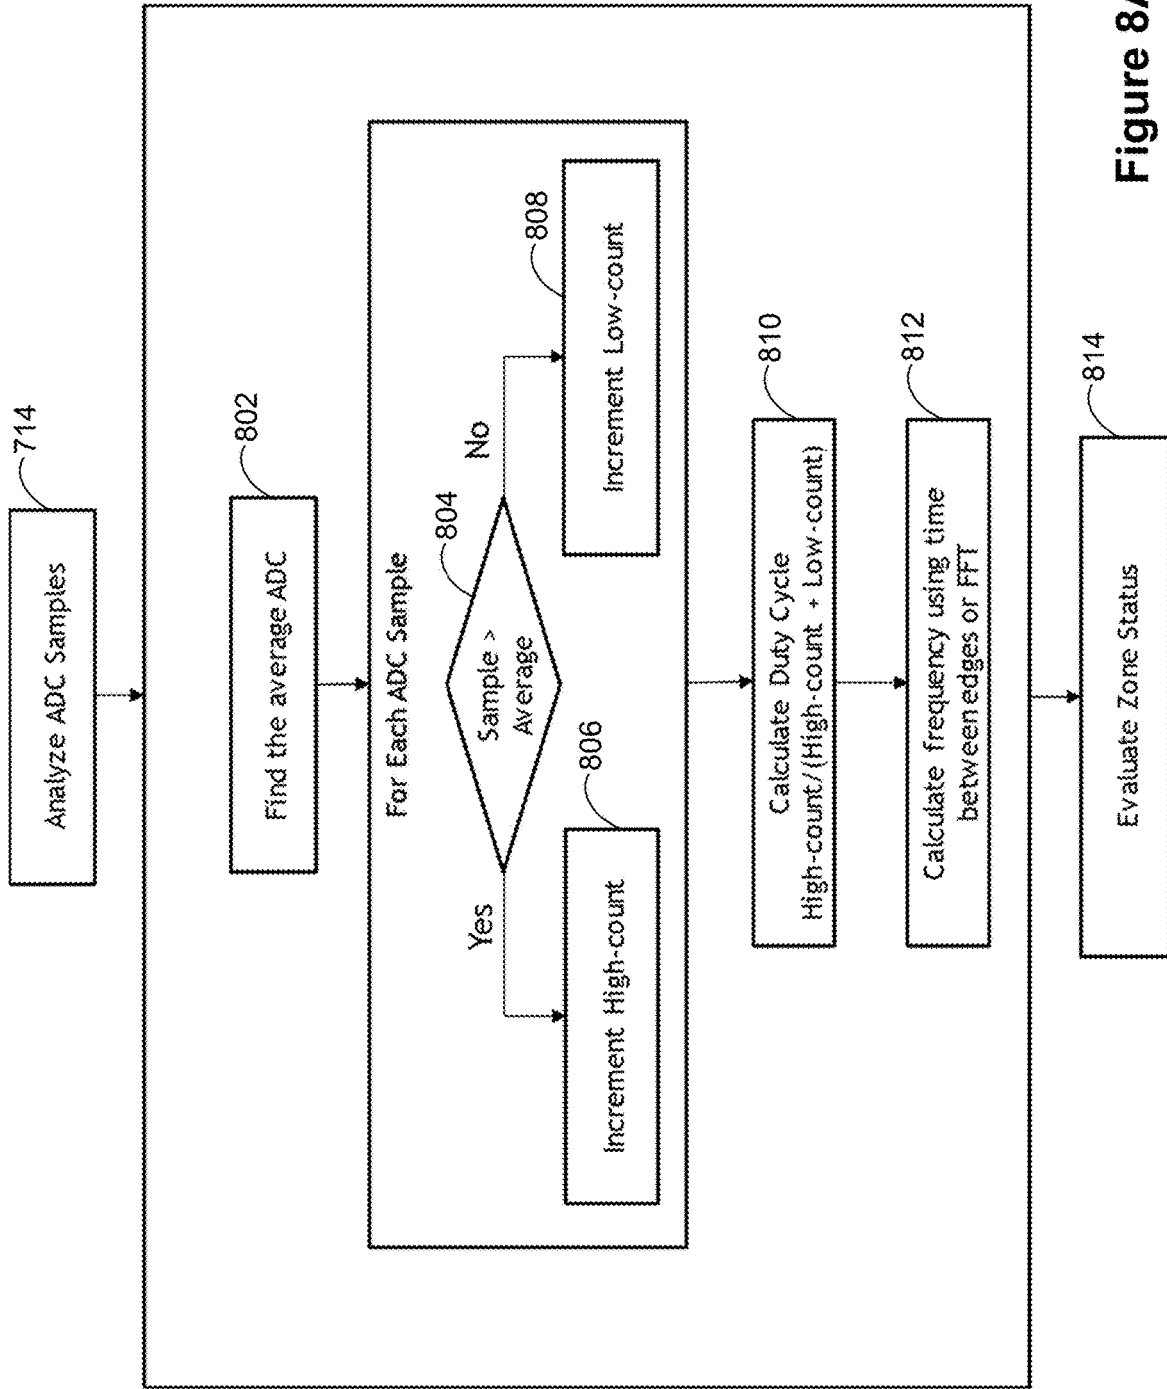 714
Analyze ADC Samples
802
Find the average ADC
For Each ADC Sample
804
Sample >
Average
Yes
No
806
Increment High-count
808
Increment Low-count
810
Calculate Duty Cycle
High-count/(High-count + Low-count)
812
Calculate frequency using time
between edges or FFT
814
Evaluate Zone Status
Figure 8A